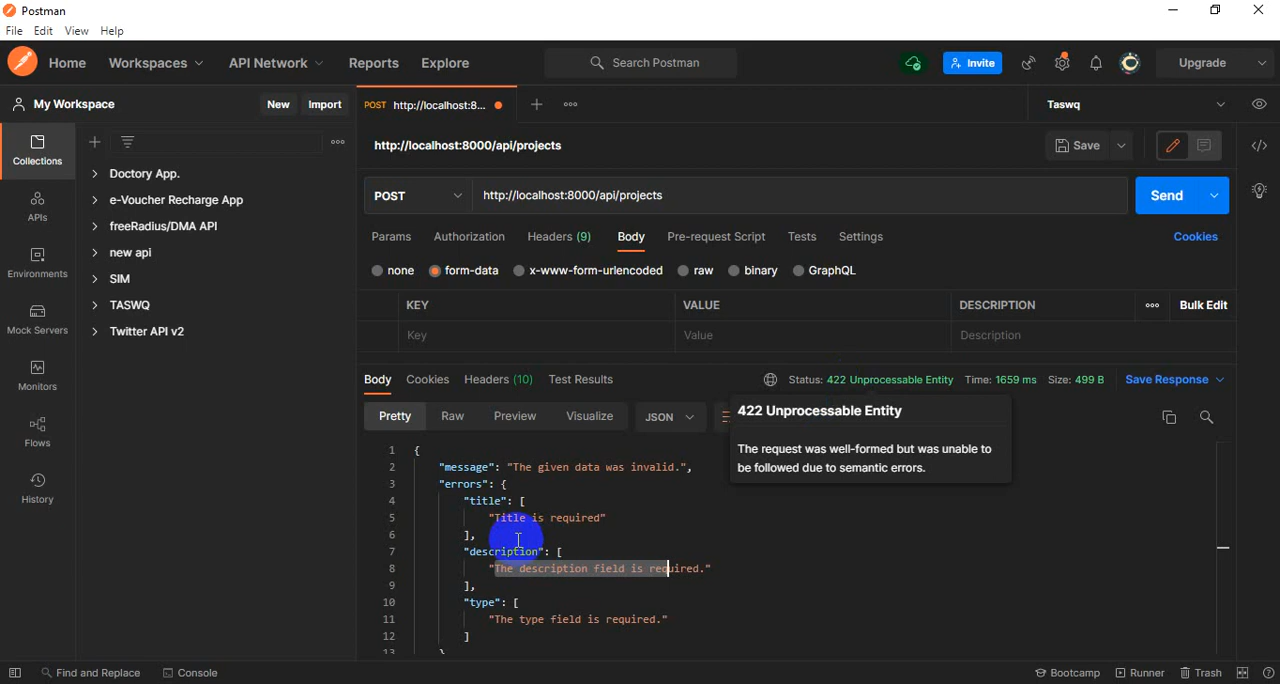 Postman
File Edit View Help
Home Workspaces API Network Reports Explore Search Postman Invite Upgrade
My Workspace New Import POST http://localhost:8... Taswq
http://localhost:8000/api/projects Save
Collections
APIs
Environments
Mock Servers
Monitors
Flows
History
Doctory App.
e-Voucher Recharge App
freeRadius/DMA API
new api
SIM
TASWQ
Twitter API v2
POST http://localhost:8000/api/projects Send
Params Authorization Headers (9) Body Pre-request Script Tests Settings Cookies
none form-data x-www-form-urlencoded raw binary GraphQL
KEY VALUE DESCRIPTION Bulk Edit
Key Value Description
Body Cookies Headers (10) Test Results Status: 422 Unprocessable Entity Time: 1659 ms Size: 499 B Save Response
Pretty Raw Preview Visualize JSON
422 Unprocessable Entity
The request was well-formed but was unable to
be followed due to semantic errors.
1 {
2 "message": "The given data was invalid.",
3 "errors": {
4 "title": [
5 "Title is required"
6 ],
7 "description": [
8 "The description field is required."
9 ],
10 "type": [
11 "The type field is required."
12 ]
13 }
Find and Replace Console Bootcamp Runner Trash